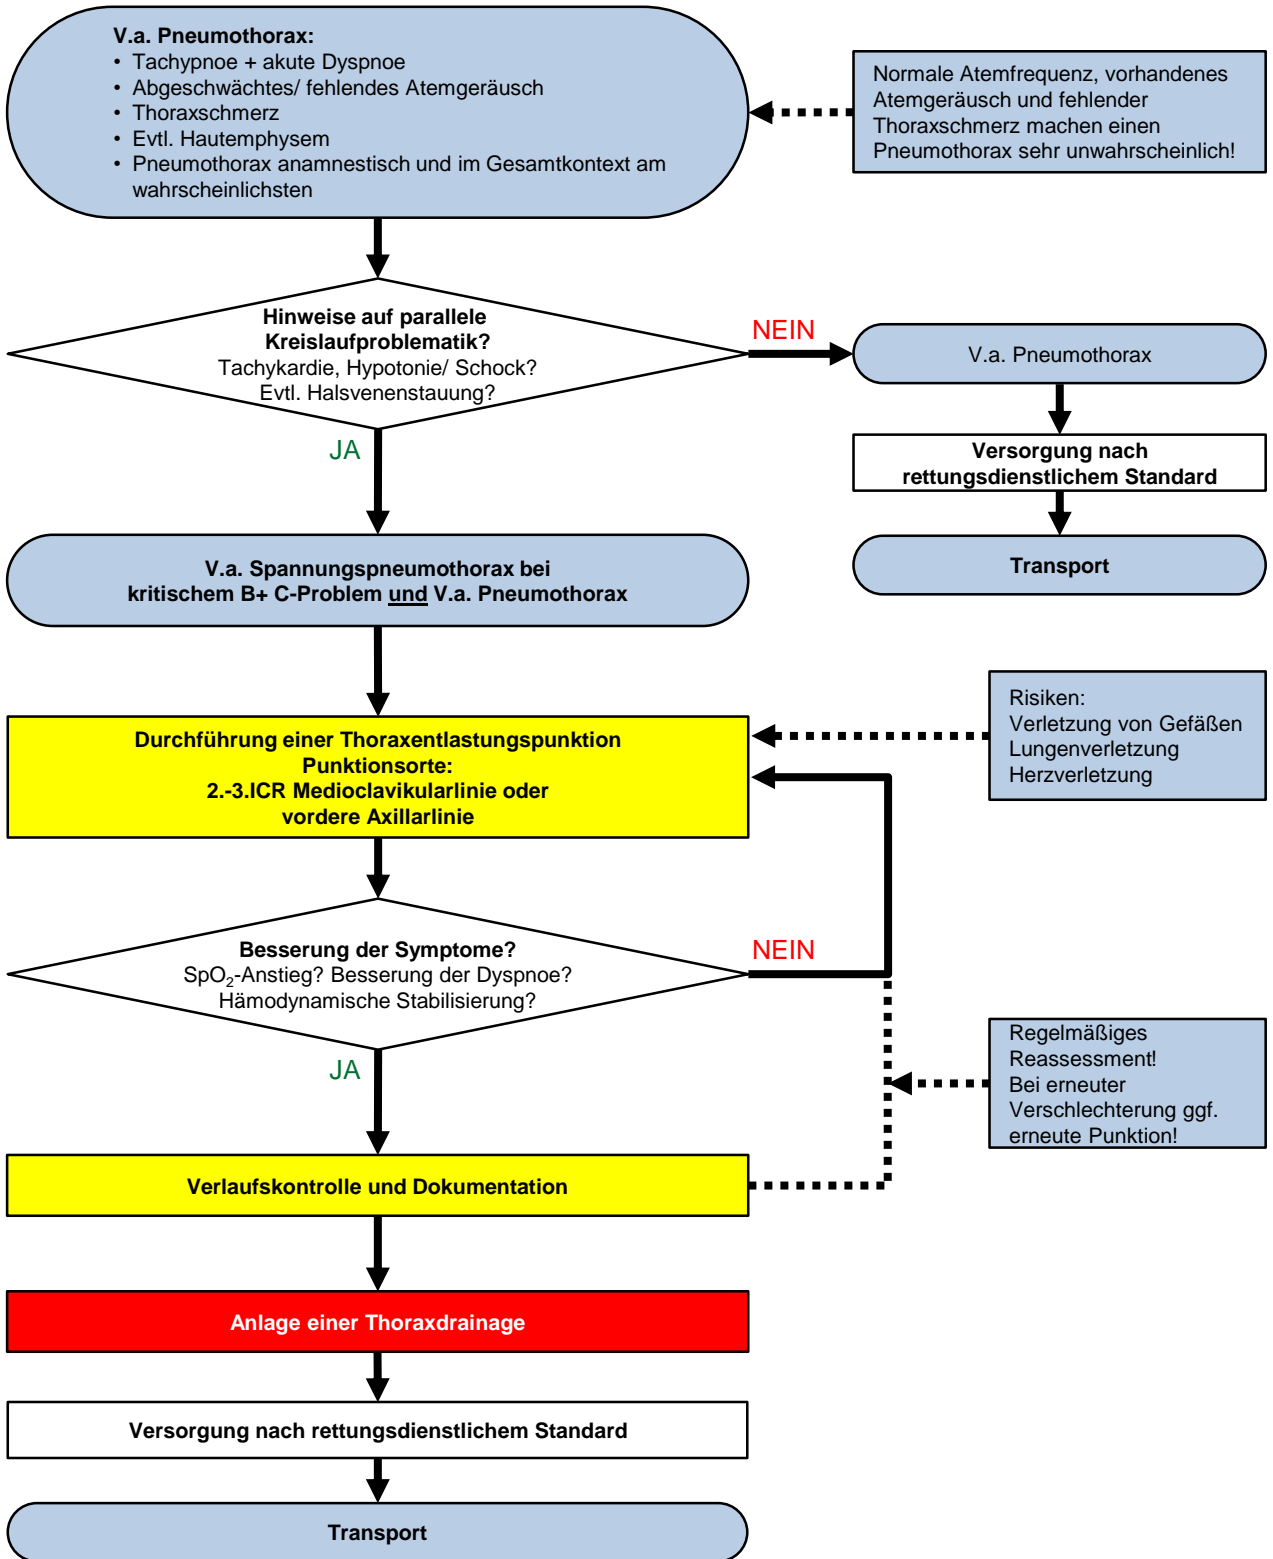 V.a. Pneumothorax:
• Tachypnoe + akute Dyspnoe
• Abgeschwächtes/ fehlendes Atemgeräusch
• Thoraxschmerz
• Evtl. Hautemphysem
• Pneumothorax anamnestisch und im Gesamtkontext am
wahrscheinlichsten
Normale Atemfrequenz, vorhandenes
Atemgeräusch und fehlender
Thoraxschmerz machen einen
Pneumothorax sehr unwahrscheinlich!
Hinweise auf parallele
Kreislaufproblematik?
Tachykardie, Hypotonie/ Schock?
Evtl. Halsvenenstauung?
NEIN
V.a. Pneumothorax
JA
Versorgung nach
rettungsdienstlichem Standard
Transport
V.a. Spannungspneumothorax bei
kritischem B+ C-Problem und V.a. Pneumothorax
Durchführung einer Thoraxentlastungspunktion
Punktionsorte:
2.-3.ICR Medioclavikularlinie oder
vordere Axillarlinie
Risiken:
Verletzung von Gefäßen
Lungenverletzung
Herzverletzung
Besserung der Symptome?
SpO₂-Anstieg? Besserung der Dyspnoe?
Hämodynamische Stabilisierung?
NEIN
JA
Regelmäßiges
Reassessment!
Bei erneuter
Verschlechterung ggf.
erneute Punktion!
Verlaufskontrolle und Dokumentation
Anlage einer Thoraxdrainage
Versorgung nach rettungsdienstlichem Standard
Transport